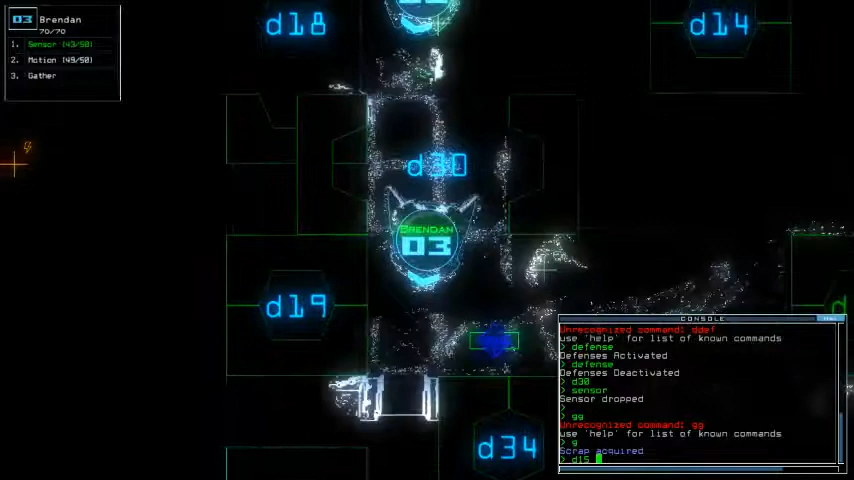 03 Brendan
70/70
1. Sensor (43/50)
2. Motion (49/50)
3. Gather
d18
d14
d30
BRENDAN
03
d19
d34
d
CONSOLE
Unrecognized command: ddef
use 'help' for list of known commands
> defense
Defenses Activated
> defense
Defenses Deactivated
> d30
> sensor
Sensor dropped
>
> gg
Unrecognized command: gg
use 'help' for list of known commands
> g
Scrap acquired
> d15